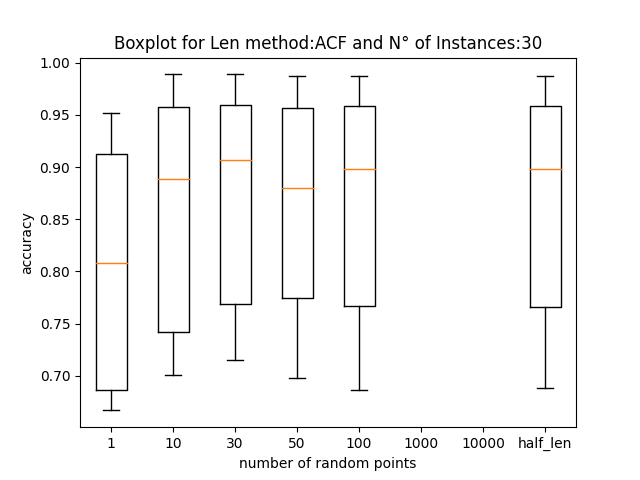 Boxplot for Len method:ACF and N° of Instances:30
accuracy
1.00
0.95
0.90
0.85
0.80
0.75
0.70
1 10 30 50 100 1000 10000 half_len
number of random points